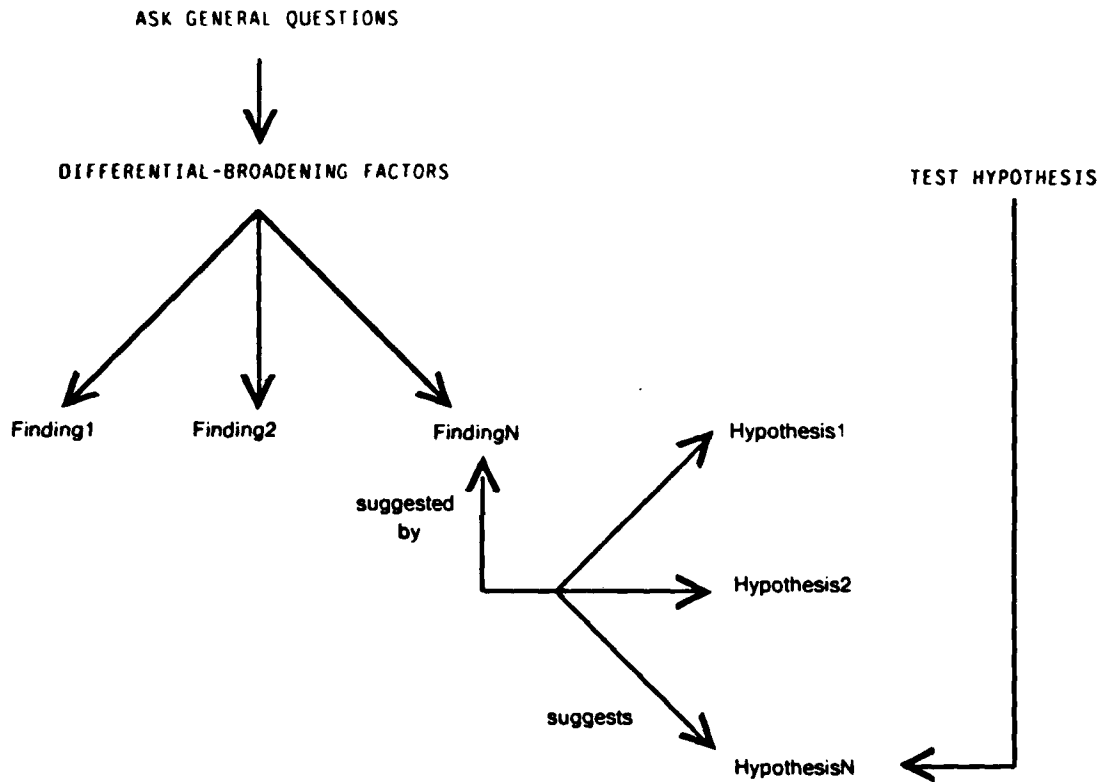 ASK GENERAL QUESTIONS
DIFFERENTIAL-BROADENING FACTORS
TEST HYPOTHESIS
Finding1
Finding2
FindingN
Hypothesis1
suggested
by
Hypothesis2
suggests
HypothesisN